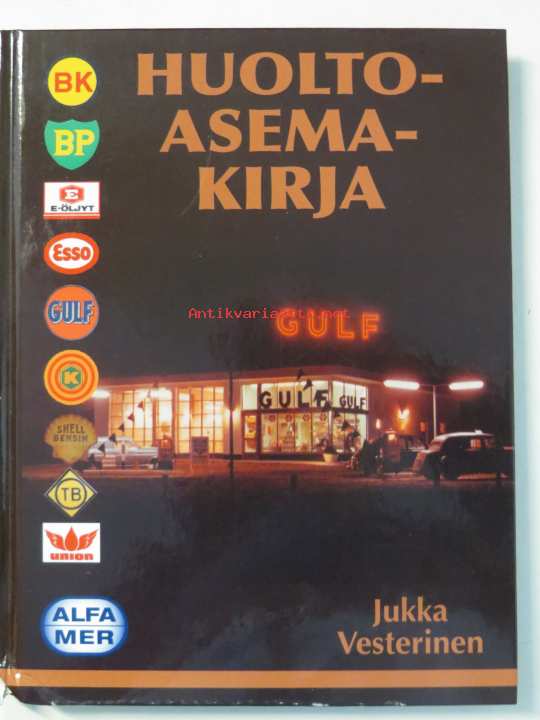 HUOLTO-
ASEMA-
KIRJA
BK
BP
E
E-ÖLJYT
Esso
GULF
K
SHELL
BENSIN
TB
union
ALFA
MER
Antikvariaatti.net
GULF
GULF GULF
Jukka
Vesterinen